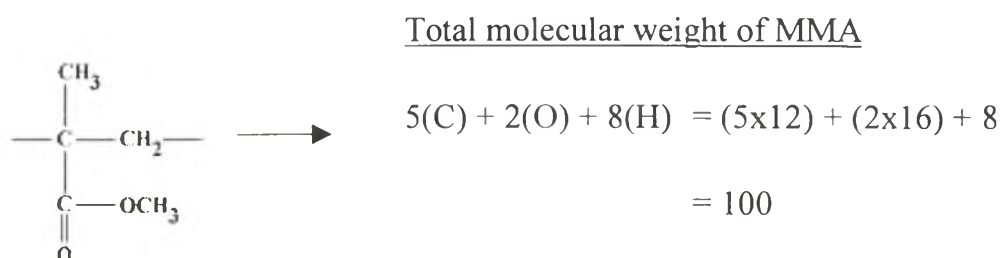 Total molecular weight of MMA
CH3
5(C) + 2(O) + 8(H) = (5x12) + (2x16) + 8
C CH2
= 100
C OCH3
O